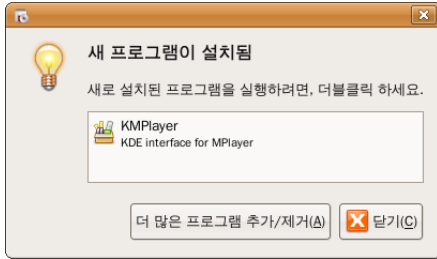 새 프로그램이 설치됨
새로 설치된 프로그램을 실행하려면, 더블클릭 하세요.
KMPlayer
KDE interface for MPlayer
더 많은 프로그램 추가/제거(A)
닫기(C)